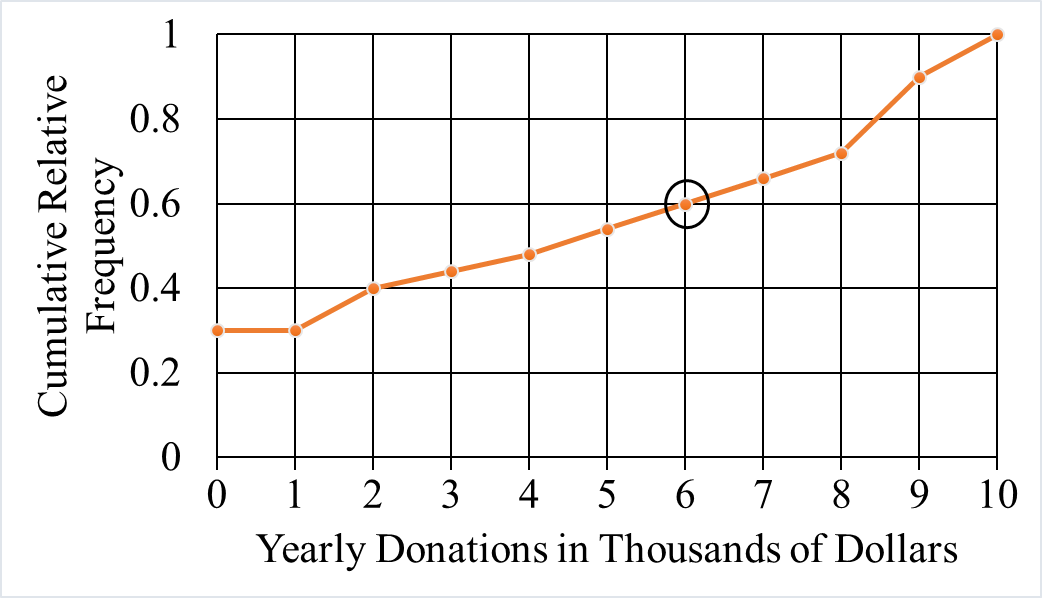 Cumulative Relative
Frequency
1
0.8
0.6
0.4
0.2
0
0 1 2 3 4 5 6 7 8 9 10
Yearly Donations in Thousands of Dollars